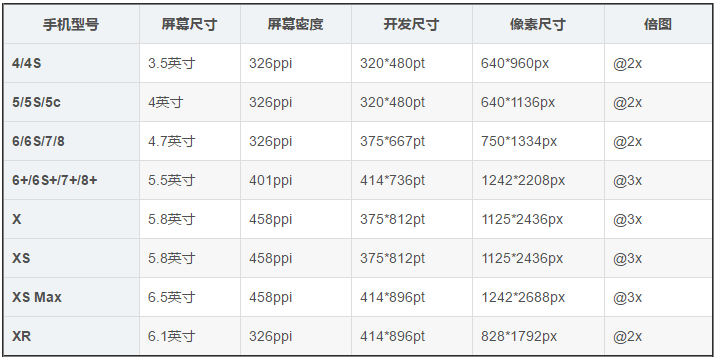 手机型号 屏幕尺寸 屏幕密度 开发尺寸 像素尺寸 倍图
4/4S 3.5英寸 326ppi 320*480pt 640*960px @2x
5/5S/5c 4英寸 326ppi 320*480pt 640*1136px @2x
6/6S/7/8 4.7英寸 326ppi 375*667pt 750*1334px @2x
6+/6S+/7+/8+ 5.5英寸 401ppi 414*736pt 1242*2208px @3x
X 5.8英寸 458ppi 375*812pt 1125*2436px @3x
XS 5.8英寸 458ppi 375*812pt 1125*2436px @3x
XS Max 6.5英寸 458ppi 414*896pt 1242*2688px @3x
XR 6.1英寸 326ppi 414*896pt 828*1792px @2x